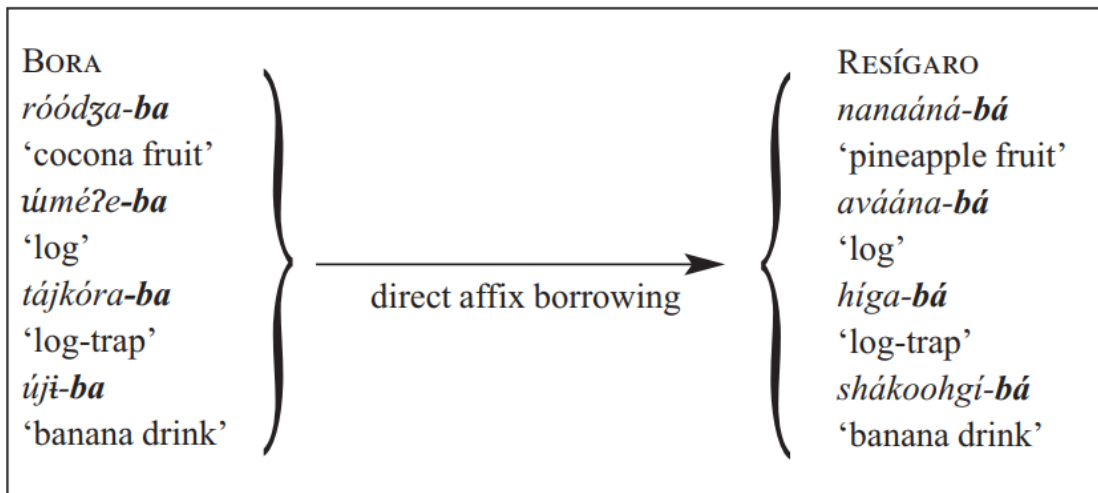 BORA
róódʒa-ba
‘cocona fruit’
ɯ́méʔe-ba
‘log’
tájkóra-ba
‘log-trap’
újɨ-ba
‘banana drink’
direct affix borrowing
RESÍGARO
nanaáná-bá
‘pineapple fruit’
aváána-bá
‘log’
híga-bá
‘log-trap’
shákoohgí-bá
‘banana drink’